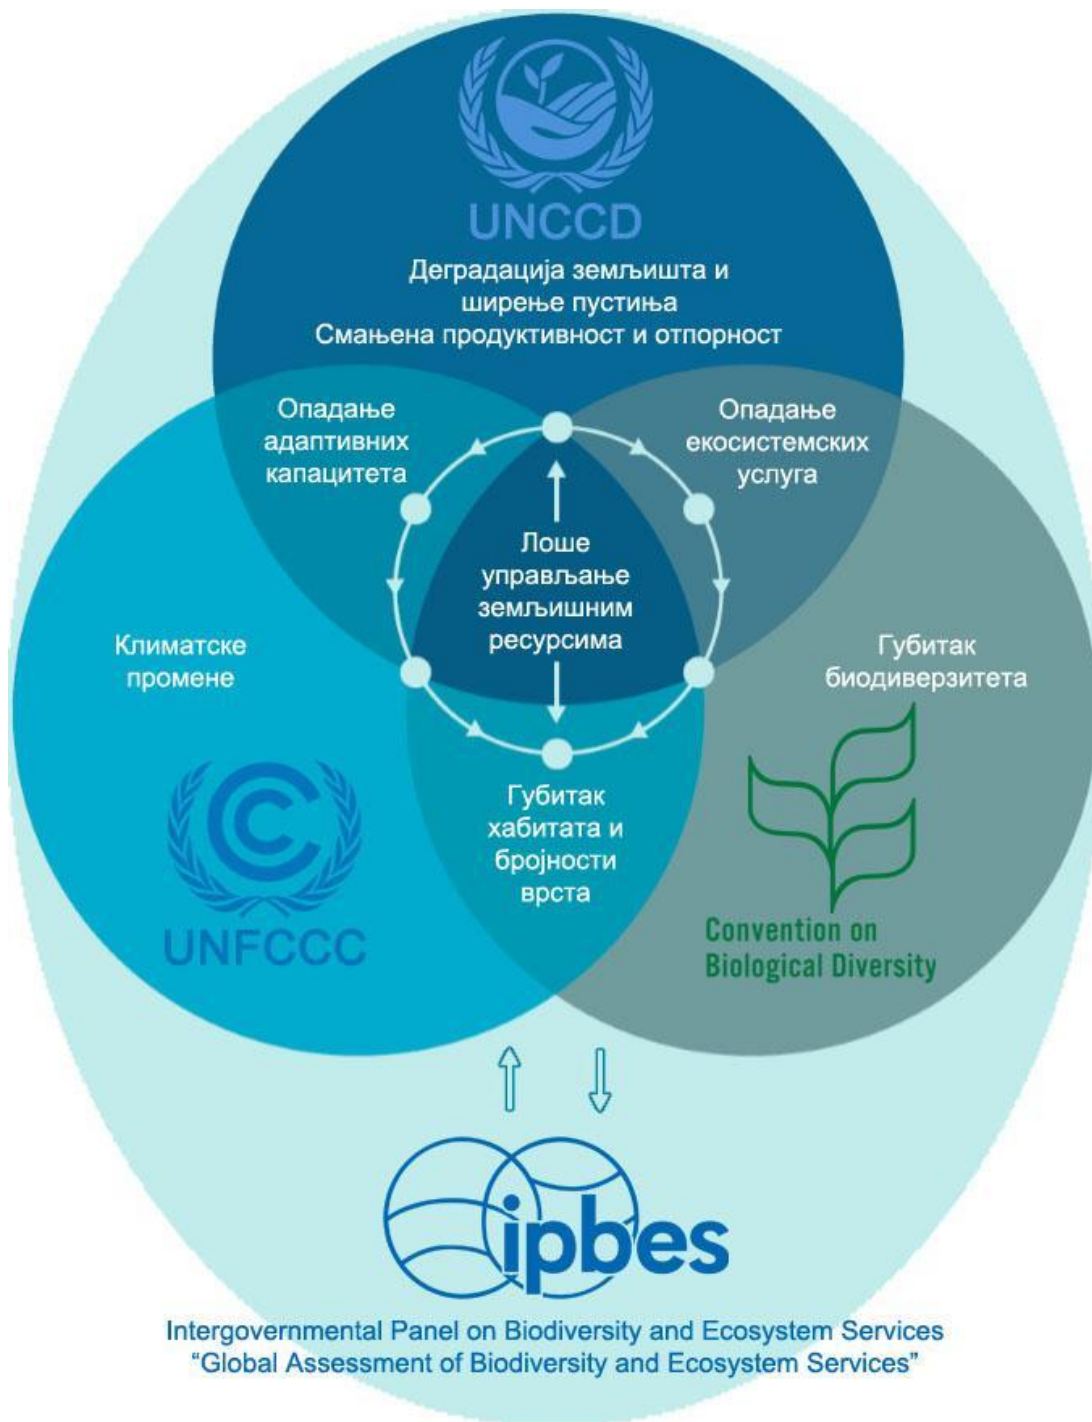 UNCCD
Деградација земљишта и
ширење пустиња
Смањена продуктивност и отпорност
Опадање
адаптивних
капацитета
Опадање
екосистемских
услуга
Лоше
управљање
земљишним
ресурсима
Климатске
промене
Губитак
биодиверзитета
Губитак
хабитата и
бројности
врста
UNFCCC
Convention on
Biological Diversity
ipbes
Intergovernmental Panel on Biodiversity and Ecosystem Services
“Global Assessment of Biodiversity and Ecosystem Services”